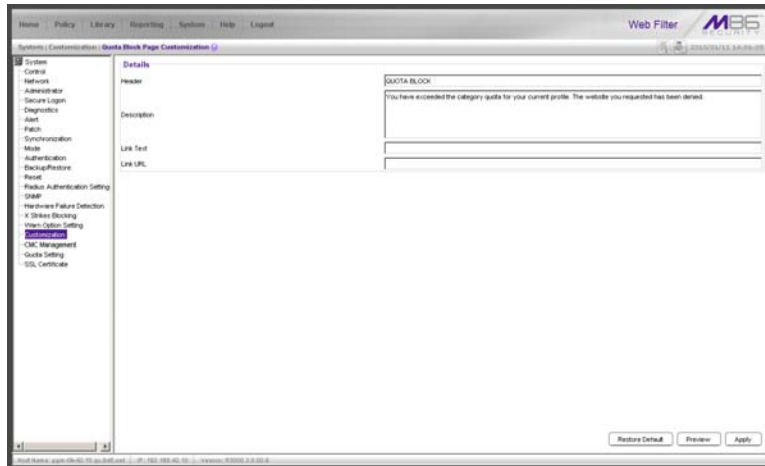 Home Policy Library Reporting System Help Logout
Web Filter
M86
SECURITY
System : Customization : Quota Block Page Customization
System
Control
Network
Administrator
Secure Logon
Diagnostics
Alert
Patch
Synchronization
Mode
Authentication
Backup/Restore
Reset
Radius Authentication Setting
SNMP
Hardware Failure Detection
X Strikes Blocking
Warn Option Setting
Customization
CMC Management
Quota Setting
SSL Certificate
Details
Header
QUOTA BLOCK
Description
You have exceeded the category quota for your current profile. The website you requested has been denied.
Link Text
Link URL
Restore Default Preview Apply
Host Name: